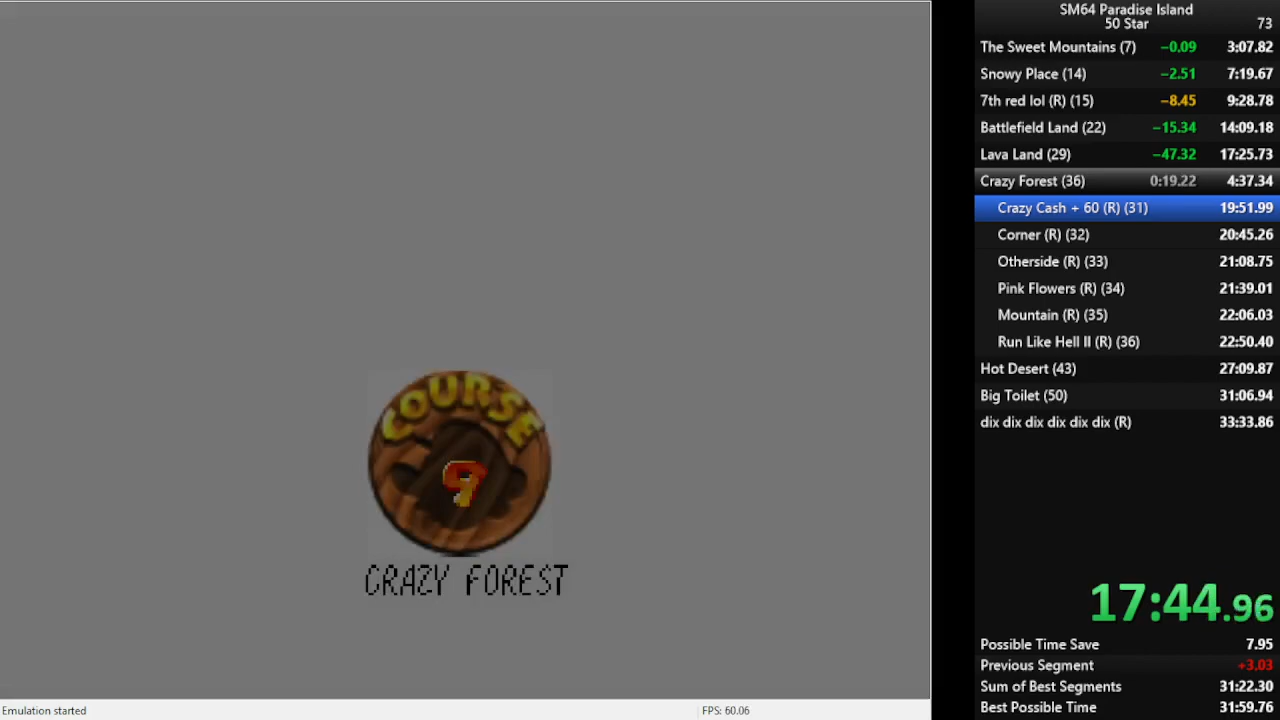 SM64 Paradise Island
50 Star 73
The Sweet Mountains (7) −0.09 3:07.82
Snowy Place (14) −2.51 7:19.67
7th red lol (R) (15) −8.45 9:28.78
Battlefield Land (22) −15.34 14:09.18
Lava Land (29) −47.32 17:25.73
Crazy Forest (36) 0:19.22 4:37.34
Crazy Cash + 60 (R) (31) 19:51.99
Corner (R) (32) 20:45.26
Otherside (R) (33) 21:08.75
Pink Flowers (R) (34) 21:39.01
Mountain (R) (35) 22:06.03
Run Like Hell II (R) (36) 22:50.40
Hot Desert (43) 27:09.87
Big Toilet (50) 31:06.94
dix dix dix dix dix dix (R) 33:33.86
COURSE
9
CRAZY FOREST
17:44.96
Possible Time Save 7.95
Previous Segment +3.03
Sum of Best Segments 31:22.30
Best Possible Time 31:59.76
Emulation started FPS: 60.06